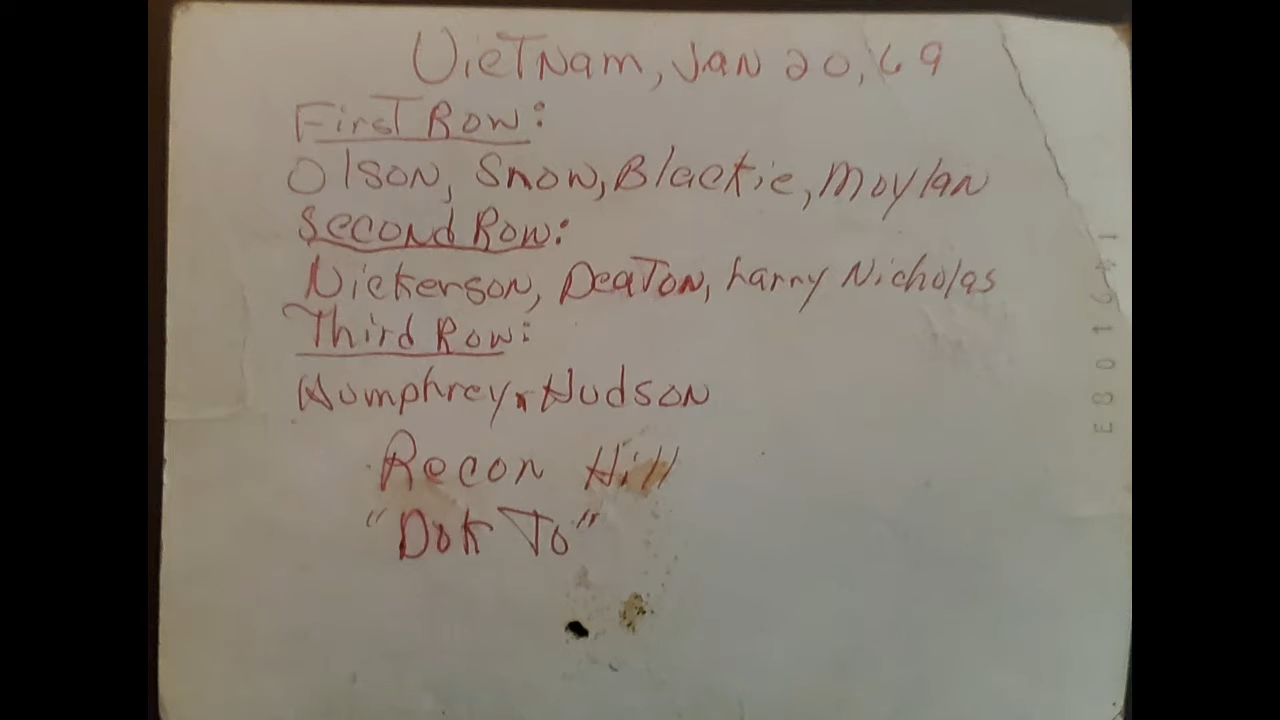 VieTNam, Jan 20, 69
First Row:
Olson, Snow, Blackie, Moylan
Second Row:
Nickerson, DeaTon, Larry Nicholas
Third Row:
Humphrey, Hudson
Recon Hill
"Dok To"